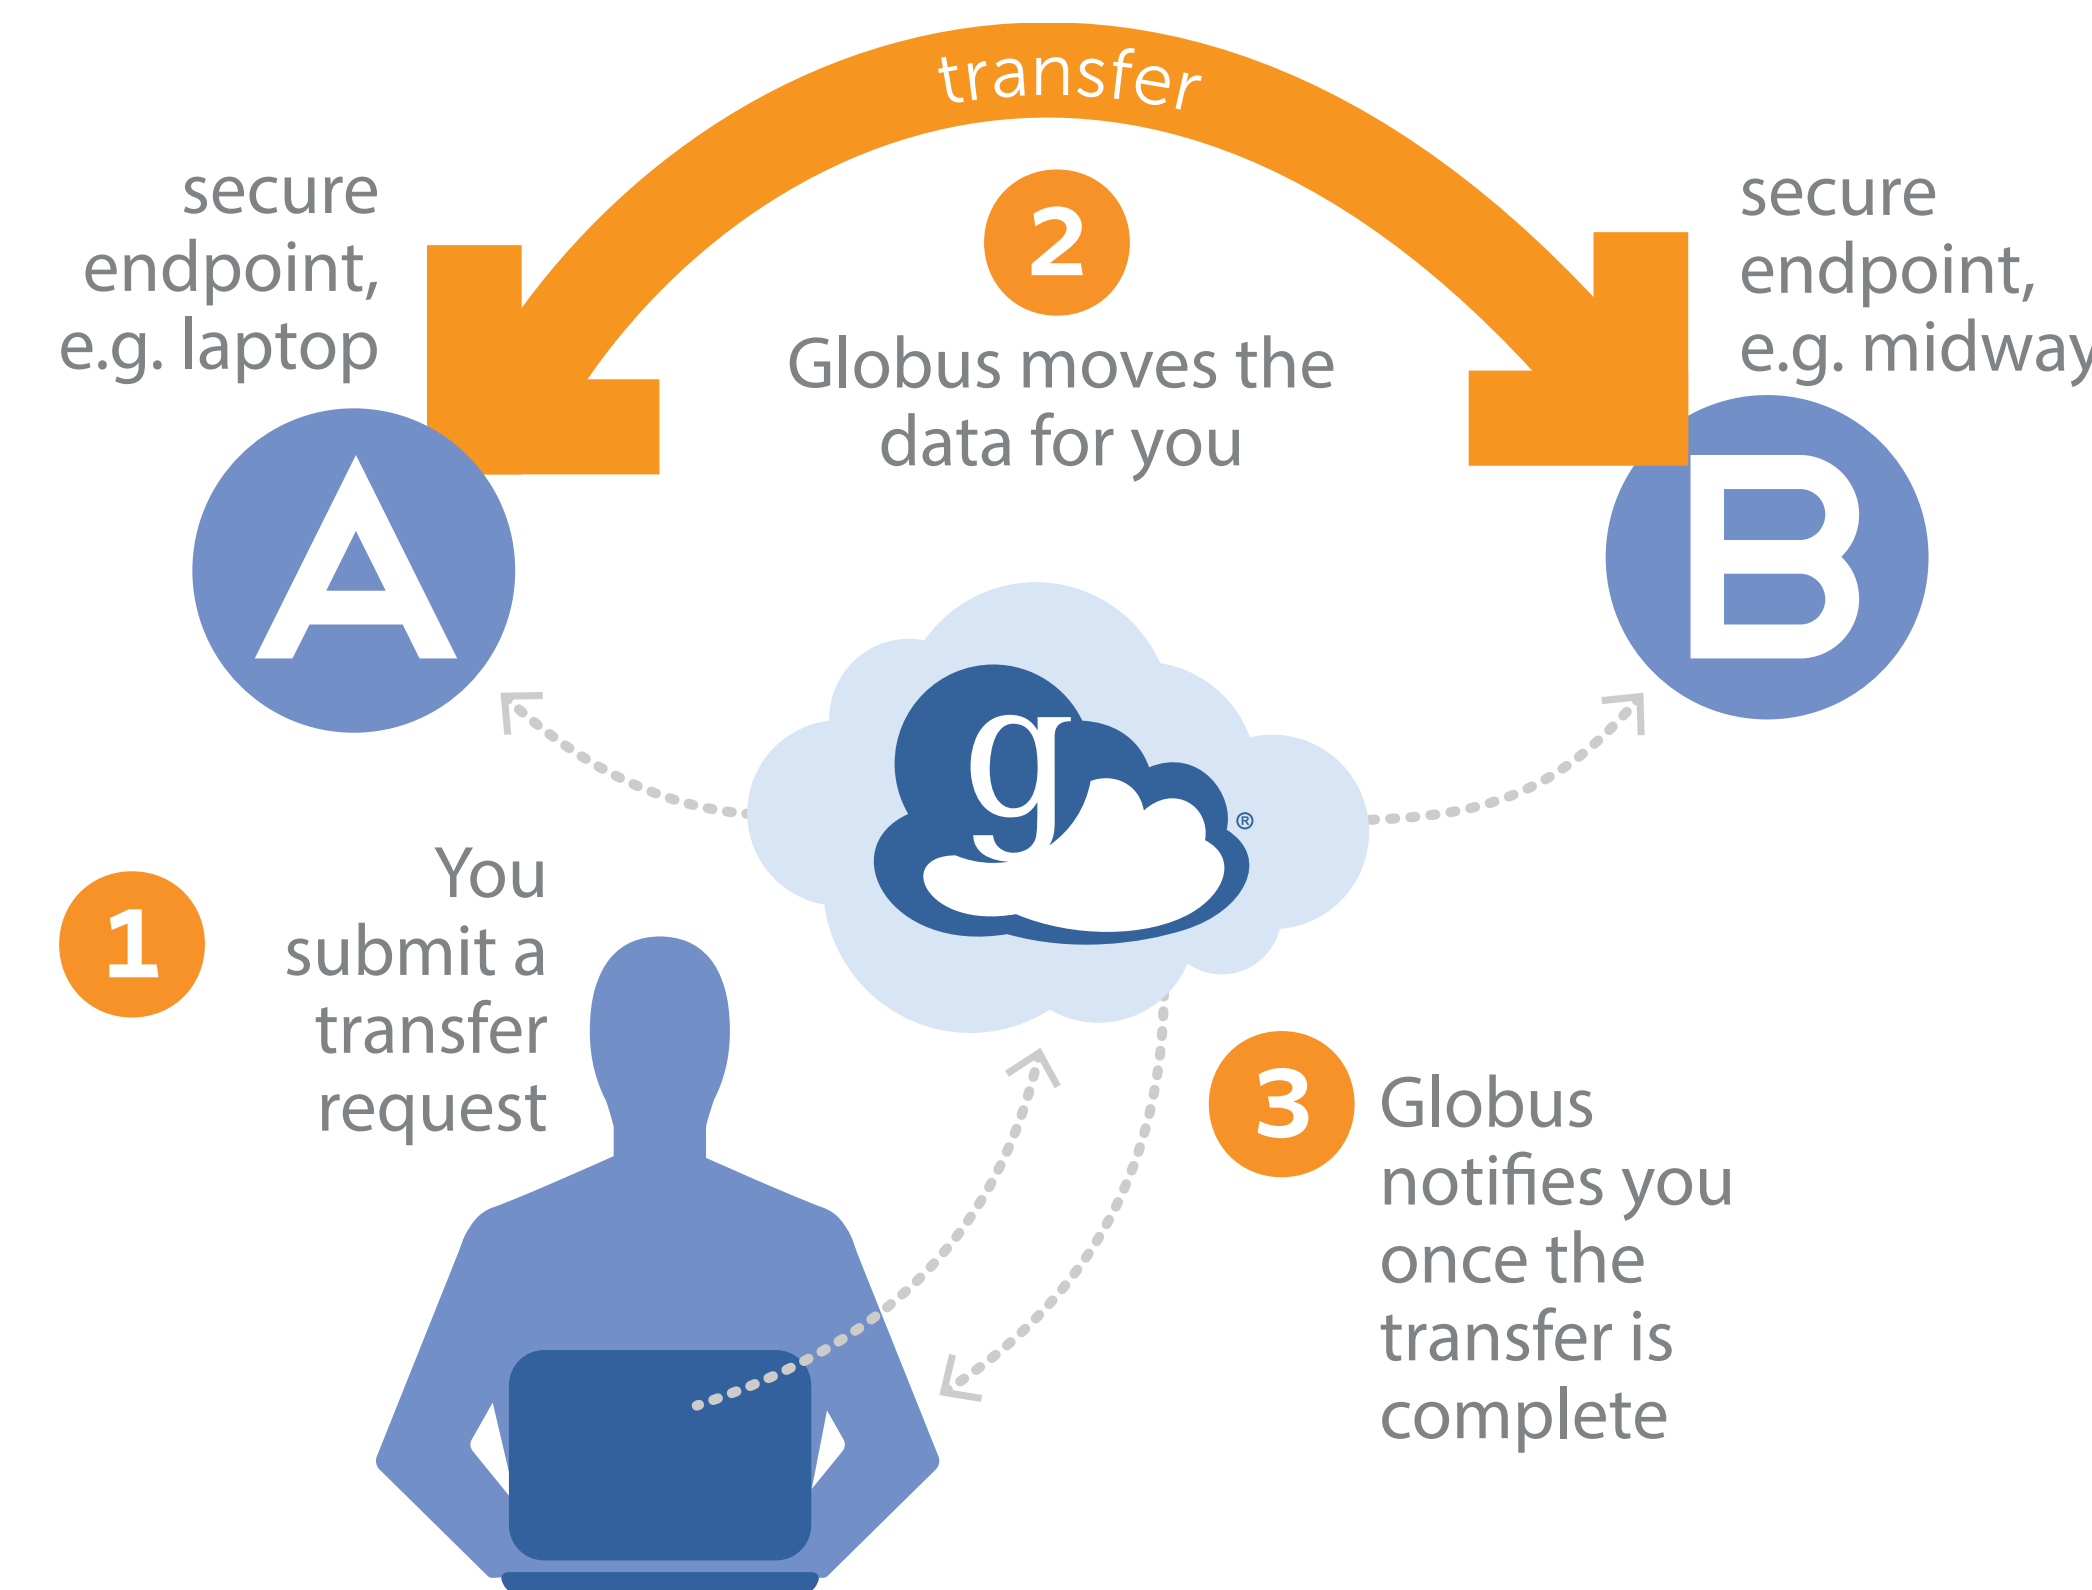 transfer
secure
endpoint,
e.g. laptop
2
Globus moves the
data for you
secure
endpoint,
e.g. midway
A
B
g
®
1
You
submit a
transfer
request
3
Globus
notifies you
once the
transfer is
complete